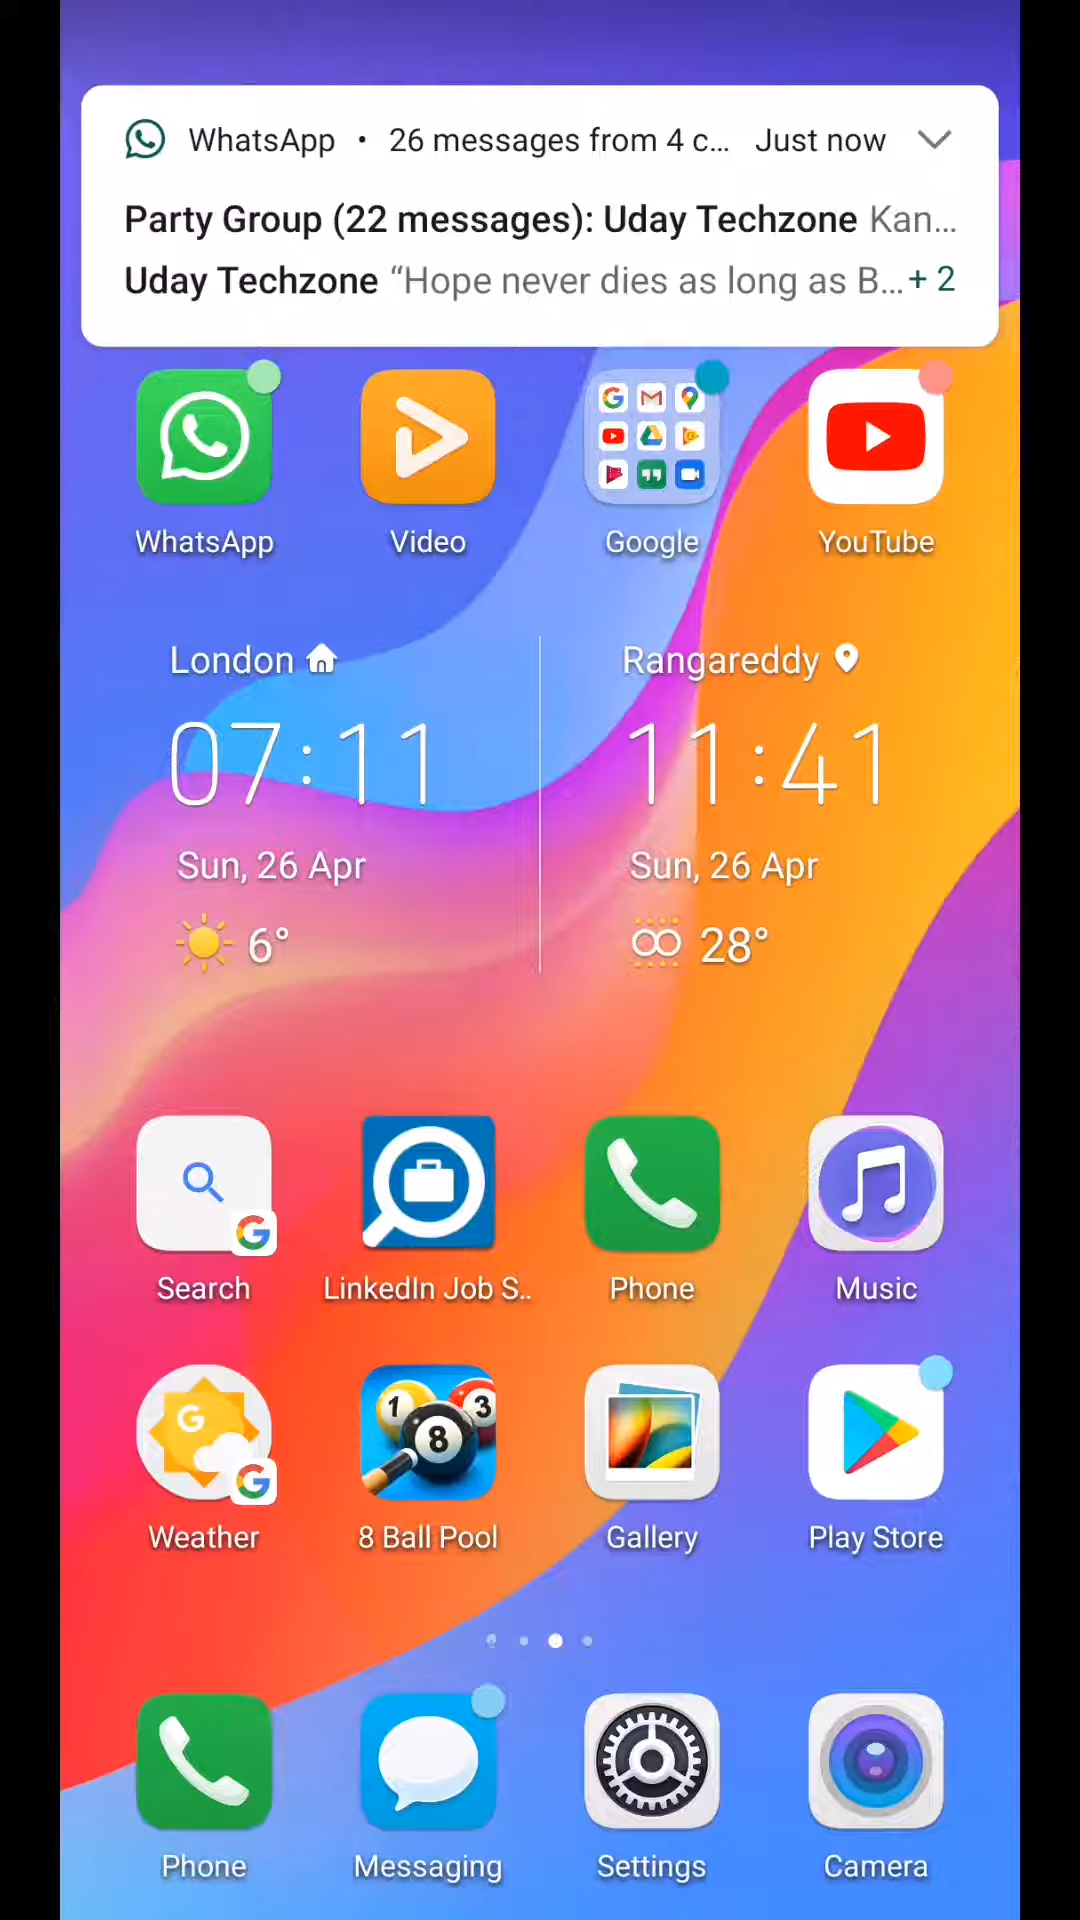 WhatsApp • 26 messages from 4 c... Just now
Party Group (22 messages): Uday Techzone Kan...
Uday Techzone “Hope never dies as long as B... + 2
WhatsApp Video Google YouTube
London Rangareddy
07:11 11:41
Sun, 26 Apr Sun, 26 Apr
6° 28°
Search LinkedIn Job S.. Phone Music
1 3
8
Weather 8 Ball Pool Gallery Play Store
Phone Messaging Settings Camera